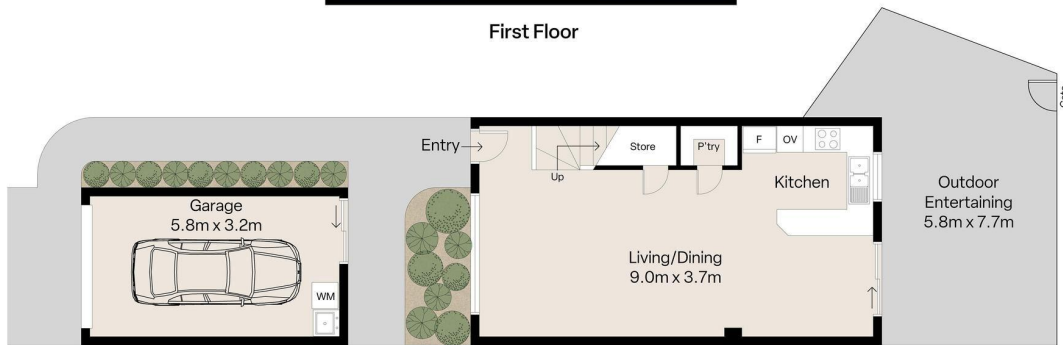 First Floor
Entry
Up
Store
P'try
F
OV
Kitchen
Garage
5.8m x 3.2m
WM
Living/Dining
9.0m x 3.7m
Outdoor
Entertaining
5.8m x 7.7m